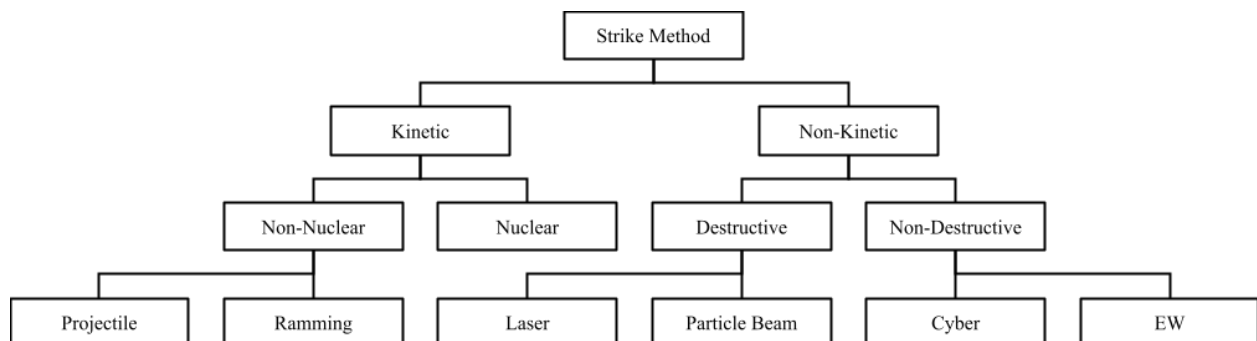 Strike Method
Kinetic
Non-Kinetic
Non-Nuclear
Nuclear
Destructive
Non-Destructive
Projectile
Ramming
Laser
Particle Beam
Cyber
EW